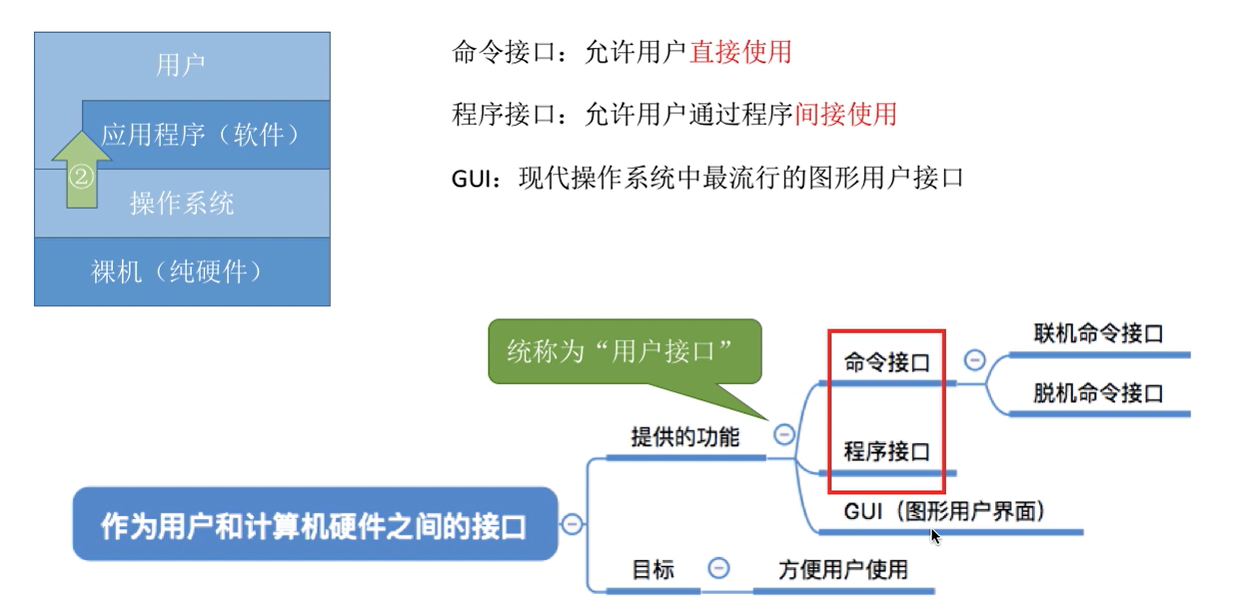 用户
应用程序（软件）
②
操作系统
裸机（纯硬件）
命令接口：允许用户直接使用
程序接口：允许用户通过程序间接使用
GUI：现代操作系统中最流行的图形用户接口
统称为“用户接口”
作为用户和计算机硬件之间的接口
提供的功能
命令接口
联机命令接口
脱机命令接口
程序接口
GUI（图形用户界面）
目标
方便用户使用